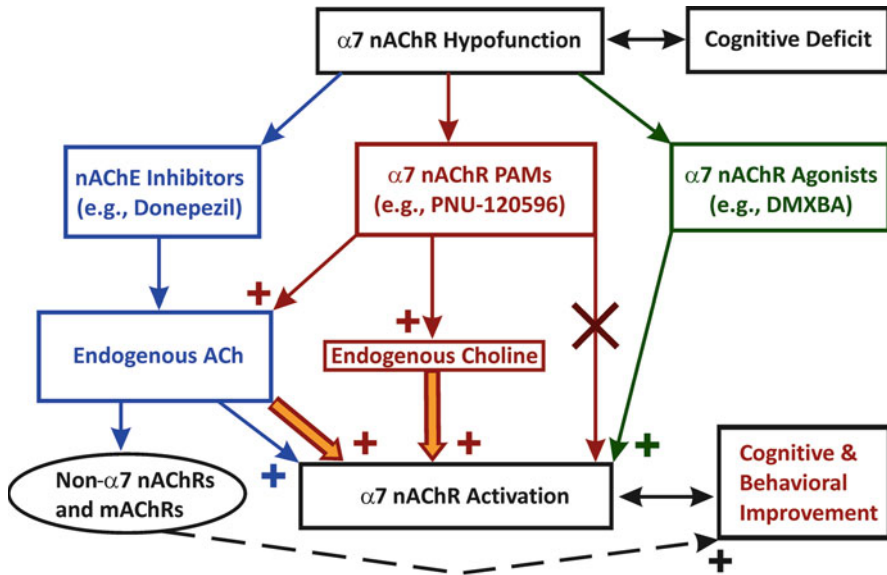 α7 nAChR Hypofunction
Cognitive Deficit
nAChE Inhibitors
(e.g., Donepezil)
α7 nAChR PAMs
(e.g., PNU-120596)
α7 nAChR Agonists
(e.g., DMXBA)
+
+
Endogenous ACh
Endogenous Choline
+
+
+
+
Non-α7 nAChRs
and mAChRs
α7 nAChR Activation
Cognitive &
Behavioral
Improvement
+